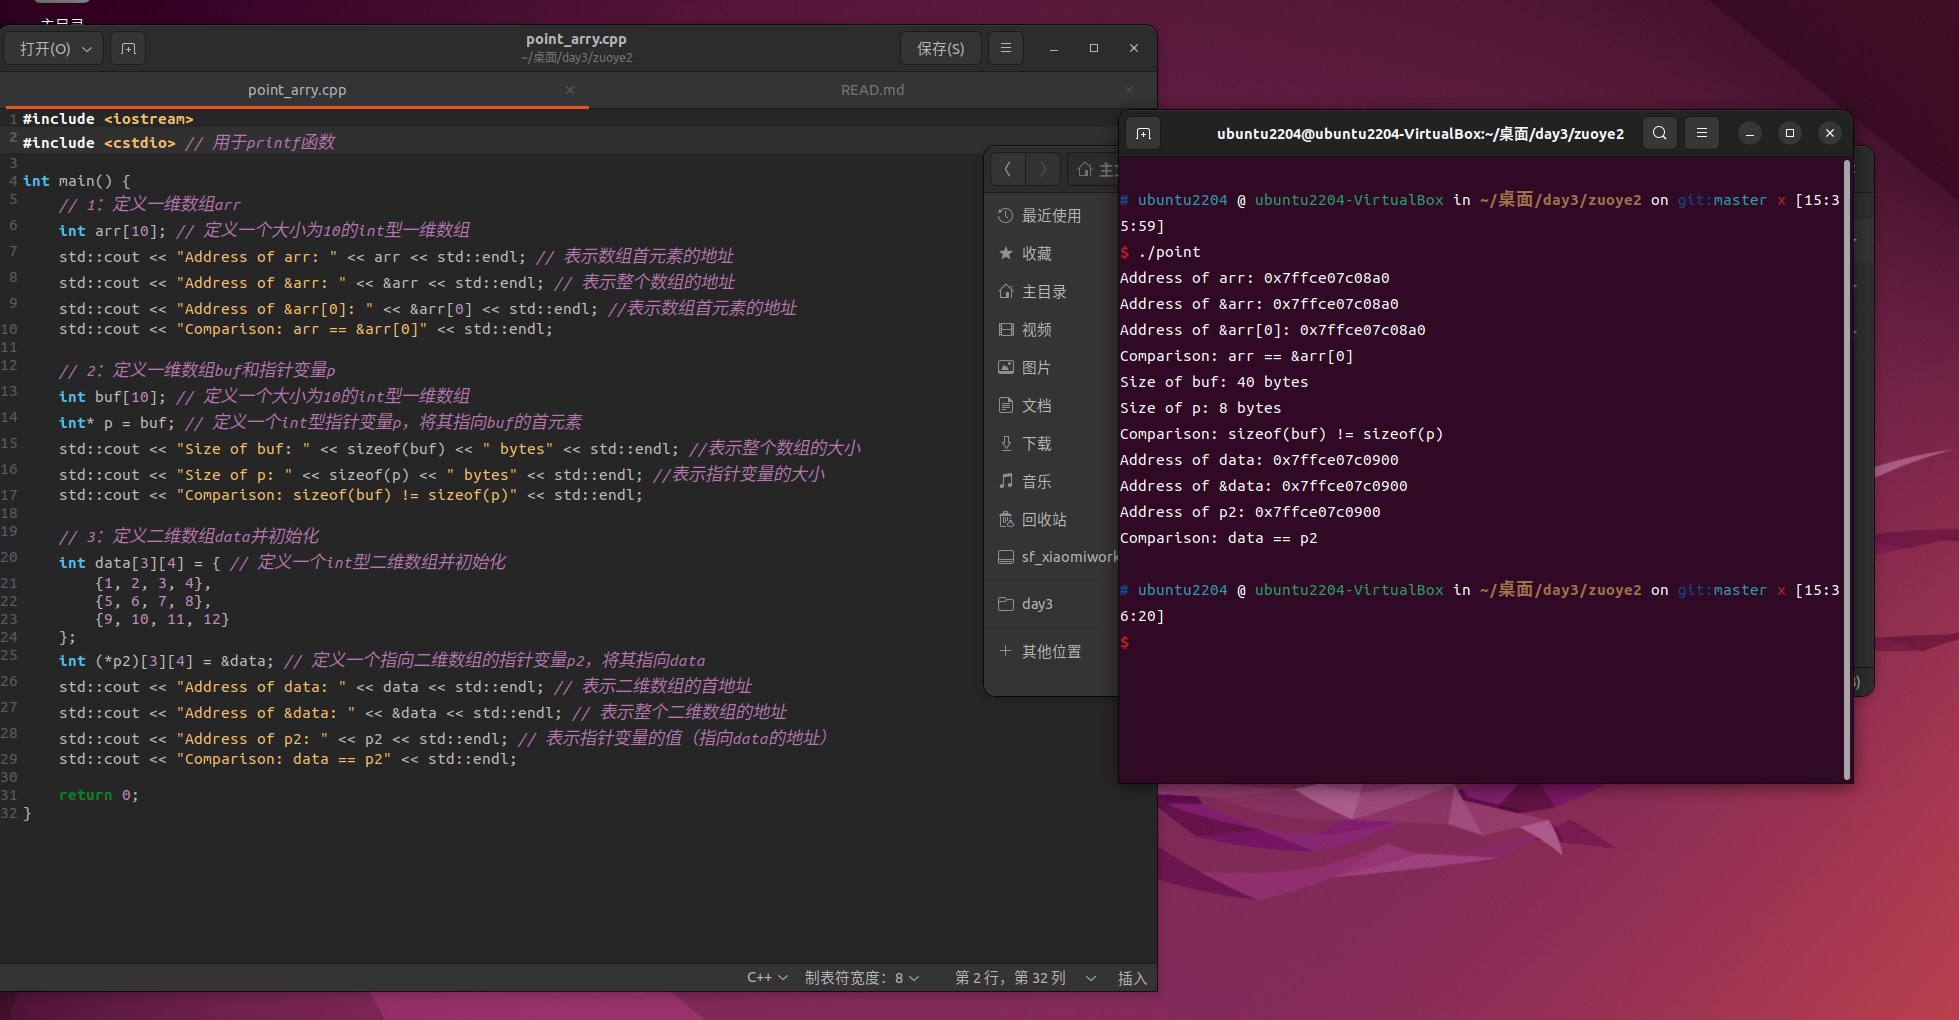 主目录
打开(O)
point_arry.cpp
~/桌面/day3/zuoye2
保存(S)
point_arry.cpp
READ.md
1 #include <iostream>
2 #include <cstdio> // 用于printf函数
3
4 int main() {
5 // 1：定义一维数组arr
6 int arr[10]; // 定义一个大小为10的int型一维数组
7 std::cout << "Address of arr: " << arr << std::endl; // 表示数组首元素的地址
8 std::cout << "Address of &arr: " << &arr << std::endl; // 表示整个数组的地址
9 std::cout << "Address of &arr[0]: " << &arr[0] << std::endl; //表示数组首元素的地址
10 std::cout << "Comparison: arr == &arr[0]" << std::endl;
11
12 // 2：定义一维数组buf和指针变量p
13 int buf[10]; // 定义一个大小为10的int型一维数组
14 int* p = buf; // 定义一个int型指针变量p，将其指向buf的首元素
15 std::cout << "Size of buf: " << sizeof(buf) << " bytes" << std::endl; //表示整个数组的大小
16 std::cout << "Size of p: " << sizeof(p) << " bytes" << std::endl; //表示指针变量的大小
17 std::cout << "Comparison: sizeof(buf) != sizeof(p)" << std::endl;
18
19 // 3：定义二维数组data并初始化
20 int data[3][4] = { // 定义一个int型二维数组并初始化
21 {1, 2, 3, 4},
22 {5, 6, 7, 8},
23 {9, 10, 11, 12}
24 };
25 int (*p2)[3][4] = &data; // 定义一个指向二维数组的指针变量p2，将其指向data
26 std::cout << "Address of data: " << data << std::endl; // 表示二维数组的首地址
27 std::cout << "Address of &data: " << &data << std::endl; // 表示整个二维数组的地址
28 std::cout << "Address of p2: " << p2 << std::endl; // 表示指针变量的值（指向data的地址）
29 std::cout << "Comparison: data == p2" << std::endl;
30
31 return 0;
32 }
C++
制表符宽度：8
第 2 行，第 32 列
插入
最近使用
收藏
主目录
视频
图片
文档
下载
音乐
回收站
sf_xiaomiwork
day3
其他位置
ubuntu2204@ubuntu2204-VirtualBox:~/桌面/day3/zuoye2
# ubuntu2204 @ ubuntu2204-VirtualBox in ~/桌面/day3/zuoye2 on git:master x [15:3
5:59]
$ ./point
Address of arr: 0x7ffce07c08a0
Address of &arr: 0x7ffce07c08a0
Address of &arr[0]: 0x7ffce07c08a0
Comparison: arr == &arr[0]
Size of buf: 40 bytes
Size of p: 8 bytes
Comparison: sizeof(buf) != sizeof(p)
Address of data: 0x7ffce07c0900
Address of &data: 0x7ffce07c0900
Address of p2: 0x7ffce07c0900
Comparison: data == p2
# ubuntu2204 @ ubuntu2204-VirtualBox in ~/桌面/day3/zuoye2 on git:master x [15:3
6:20]
$